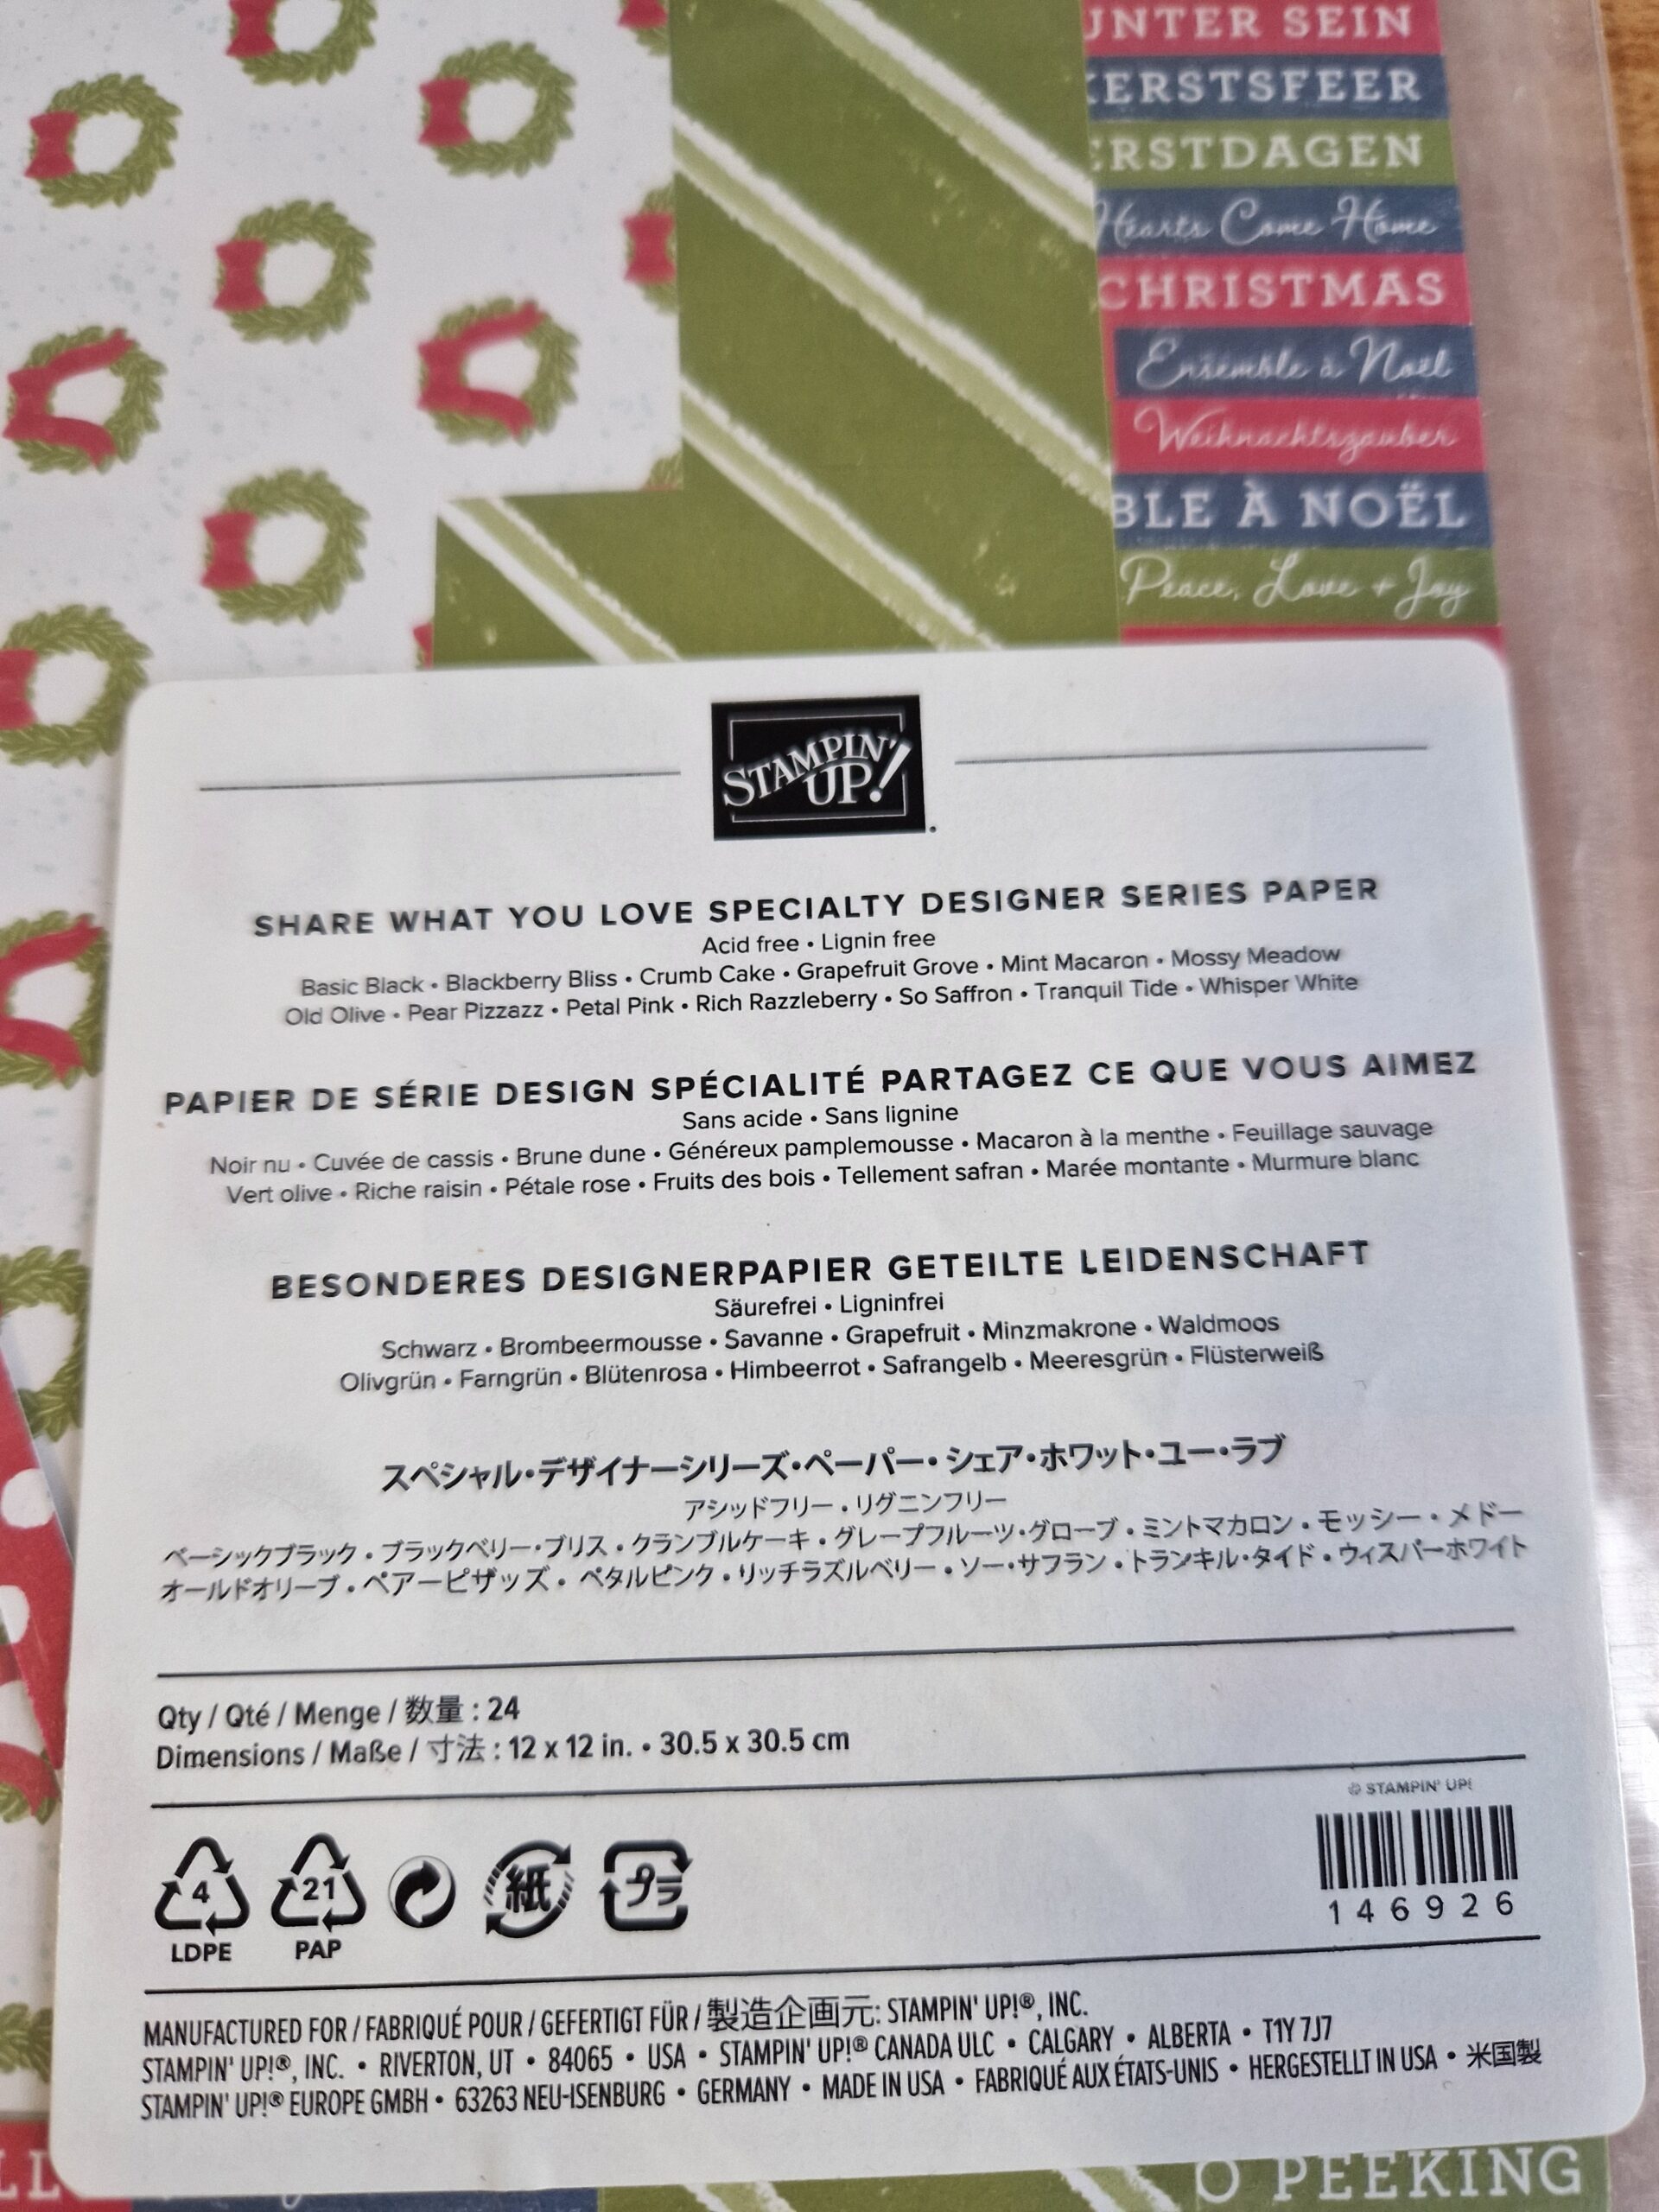 UNTER SEIN
KERSTSFEER
ERSTDAGEN
Hearts Come Home
CHRISTMAS
Ensemble à Noël
Weihnachtszauber
BLE À NOËL
Peace, Love + Joy
STAMPIN' UP!
SHARE WHAT YOU LOVE SPECIALTY DESIGNER SERIES PAPER
Acid free • Lignin free
Basic Black • Blackberry Bliss • Crumb Cake • Grapefruit Grove • Mint Macaron • Mossy Meadow
Old Olive • Pear Pizzazz • Petal Pink • Rich Razzleberry • So Saffron • Tranquil Tide • Whisper White
PAPIER DE SÉRIE DESIGN SPÉCIALITÉ PARTAGEZ CE QUE VOUS AIMEZ
Sans acide • Sans lignine
Noir nu • Cuvée de cassis • Brune dune • Généreux pamplemousse • Macaron à la menthe • Feuillage sauvage
Vert olive • Riche raisin • Pétale rose • Fruits des bois • Tellement safran • Marée montante • Murmure blanc
BESONDERES DESIGNERPAPIER GETEILTE LEIDENSCHAFT
Säurefrei • Ligninfrei
Schwarz • Brombeermousse • Savanne • Grapefruit • Minzmakrone • Waldmoos
Olivgrün • Farngrün • Blütenrosa • Himbeerrot • Safrangelb • Meeresgrün • Flüsterweiß
スペシャル・デザイナーシリーズ・ペーパー・シェア・ホワット・ユー・ラブ
アシッドフリー・リグニンフリー
ベーシックブラック・ブラックベリー・ブリス・クランブルケーキ・グレープフルーツ・グローブ・ミントマカロン・モッシー・メドー
オールドオリーブ・ペアーピザッズ・ペタルピンク・リッチラズルベリー・ソー・サフラン・トランキル・タイド・ウィスパーホワイト
Qty / Qté / Menge / 数量 : 24
Dimensions / Maße / 寸法 : 12 x 12 in. • 30.5 x 30.5 cm
© STAMPIN' UP!
4 21 紙 プラ
LDPE PAP
146926
MANUFACTURED FOR / FABRIQUÉ POUR / GEFERTIGT FÜR / 製造企画元: STAMPIN' UP!®, INC.
STAMPIN' UP!®, INC. • RIVERTON, UT • 84065 • USA • STAMPIN' UP!® CANADA ULC • CALGARY • ALBERTA • T1Y 7J7
STAMPIN' UP!® EUROPE GMBH • 63263 NEU-ISENBURG • GERMANY • MADE IN USA • FABRIQUÉ AUX ÉTATS-UNIS • HERGESTELLT IN USA • 米国製
O PEEKING